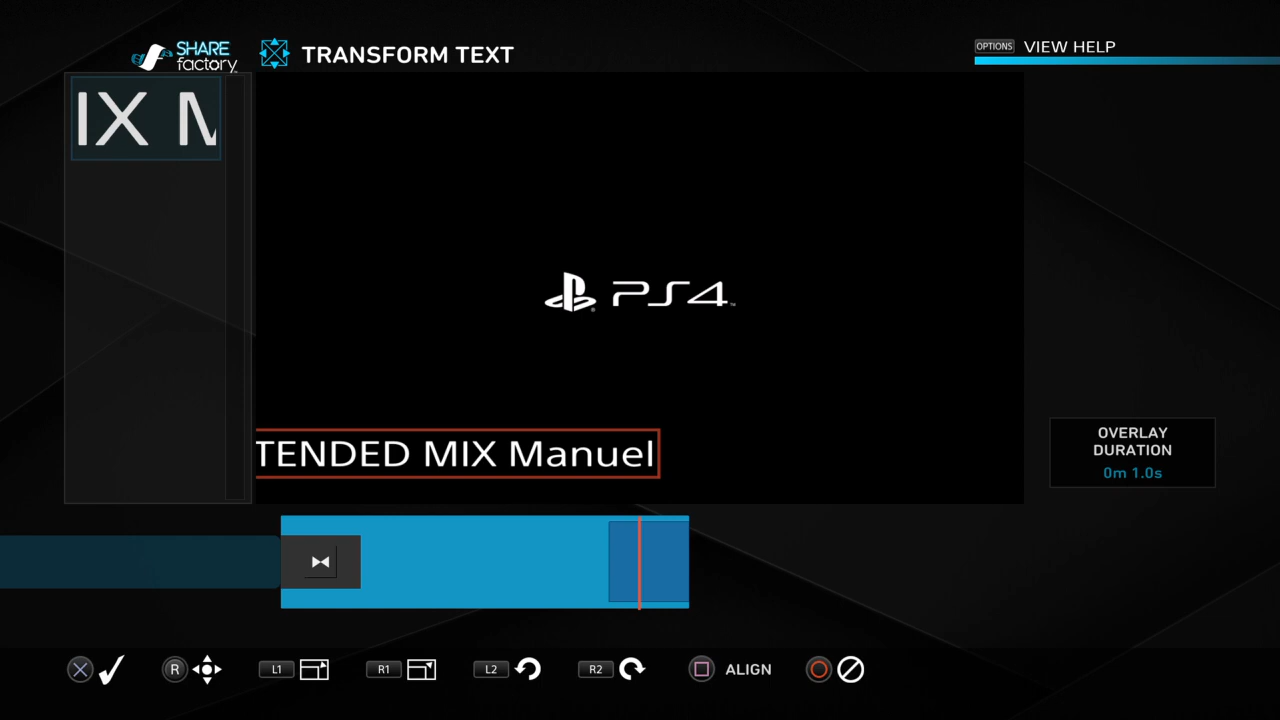 SHARE
factory
TRANSFORM TEXT
OPTIONS VIEW HELP
IX M
PS4
TENDED MIX Manuel
OVERLAY
DURATION
0m 1.0s
R L1 R1 L2 R2 ALIGN